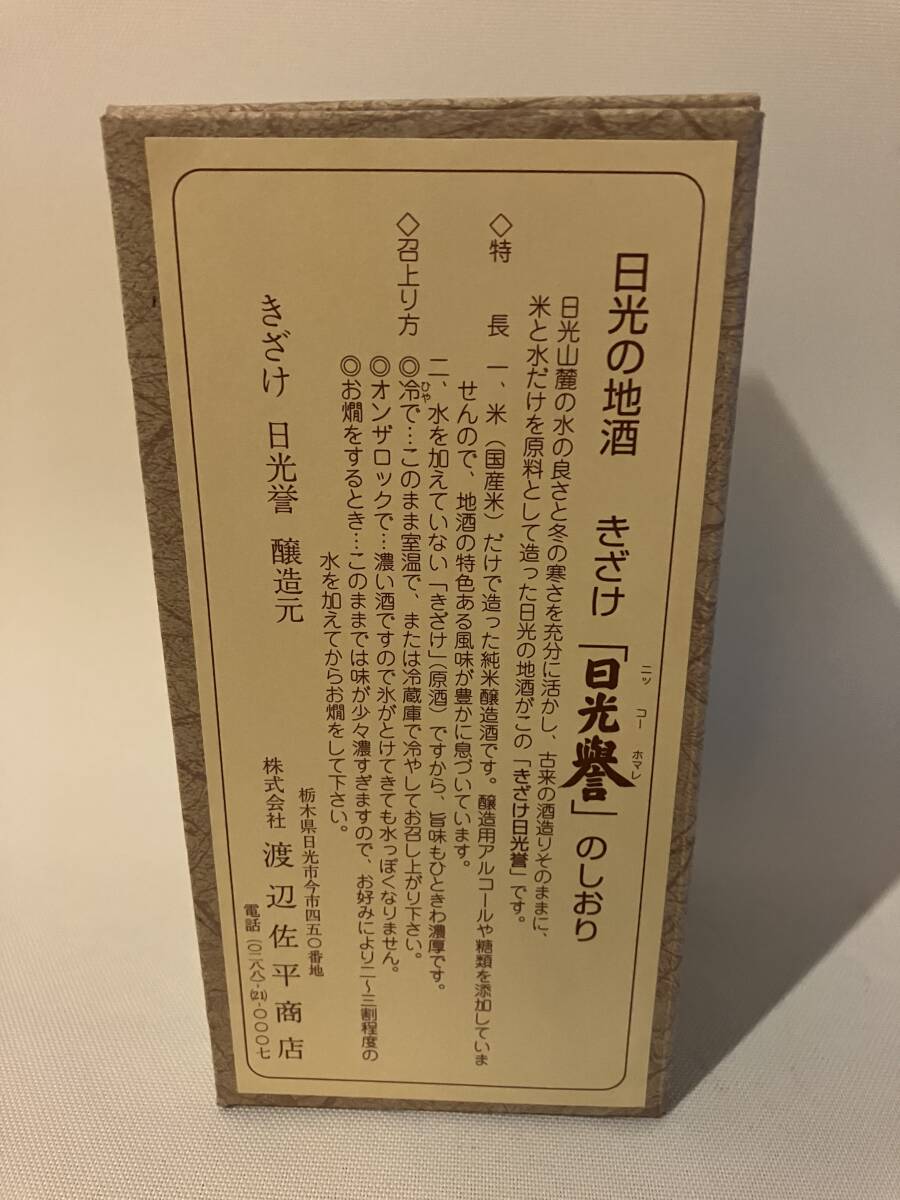 日光の地酒 きざけ「日光譽」のしおり
ニッ コー ホマレ
日光山麓の水の良さと冬の寒さを充分に活かし、古来の酒造りそのままに、
米と水だけを原料として造った日光の地酒がこの「きざけ日光誉」です。
◇特 長 一、米(国産米)だけで造った純米醸造酒です。醸造用アルコールや糖類を添加していま
せんので、地酒の特色ある風味が豊かに息づいています。
二、水を加えていない「きざけ」(原酒)ですから、旨味もひときわ濃厚です。
◇召上り方 ◎冷で…このまま室温で、または冷蔵庫で冷やしてお召し上がり下さい。
ひや
◎オンザロックで…濃い酒ですので氷がとけてきても水っぽくなりません。
◎お燗をするとき…このままでは味が少々濃すぎますので、お好みにより二〜三割程度の
水を加えてからお燗をして下さい。
きざけ 日光誉 醸造元
栃木県日光市今市四五〇番地
株式会社 渡辺佐平商店
電話(〇二八八)-(21)-〇〇〇七